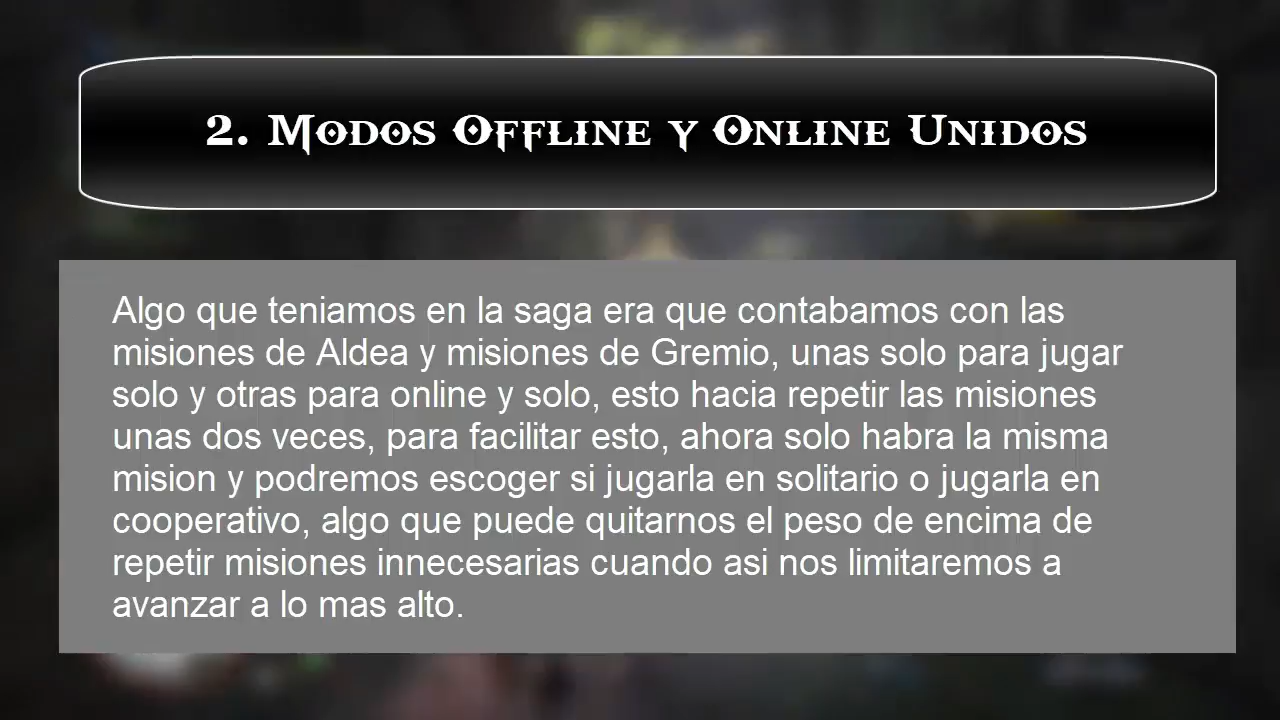 2. Modos Offline y Online Unidos
Algo que teniamos en la saga era que contabamos con las
misiones de Aldea y misiones de Gremio, unas solo para jugar
solo y otras para online y solo, esto hacia repetir las misiones
unas dos veces, para facilitar esto, ahora solo habra la misma
mision y podremos escoger si jugarla en solitario o jugarla en
cooperativo, algo que puede quitarnos el peso de encima de
repetir misiones innecesarias cuando asi nos limitaremos a
avanzar a lo mas alto.